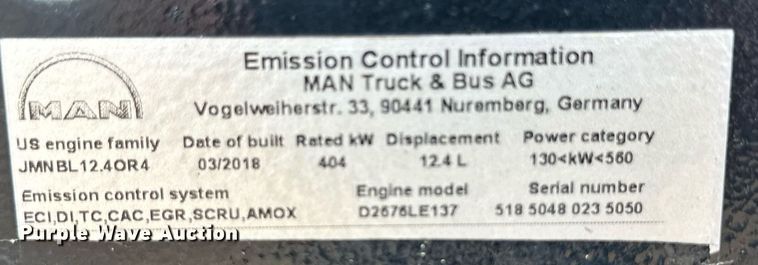 MAN
Emission Control Information
MAN Truck & Bus AG
Vogelweiherstr. 33, 90441 Nuremberg, Germany
US engine family Date of built Rated kW Displacement Power category
JMNBL12.4OR4 03/2018 404 12.4 L 130<kW<560
Emission control system Engine model Serial number
ECI,DI,TC,CAC,EGR,SCRU,AMOX D2676LE137 518 5048 023 5050
Purple Wave Auction